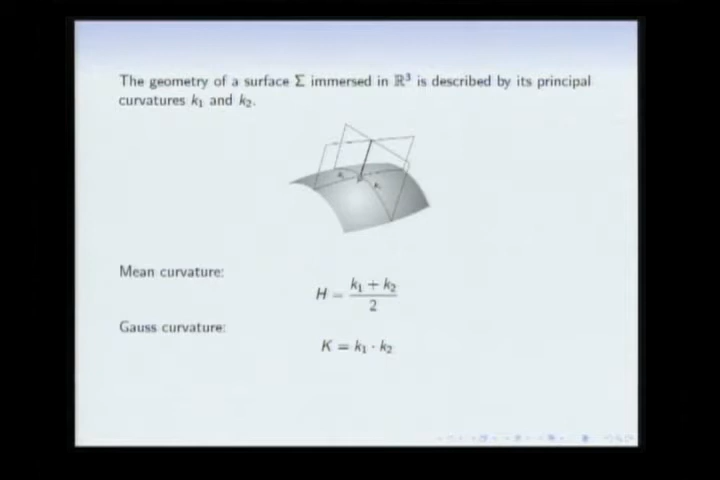 The geometry of a surface Σ immersed in ℝ³ is described by its principal
curvatures k₁ and k₂.
Mean curvature:
H = (k₁ + k₂) / 2
Gauss curvature:
K = k₁ · k₂